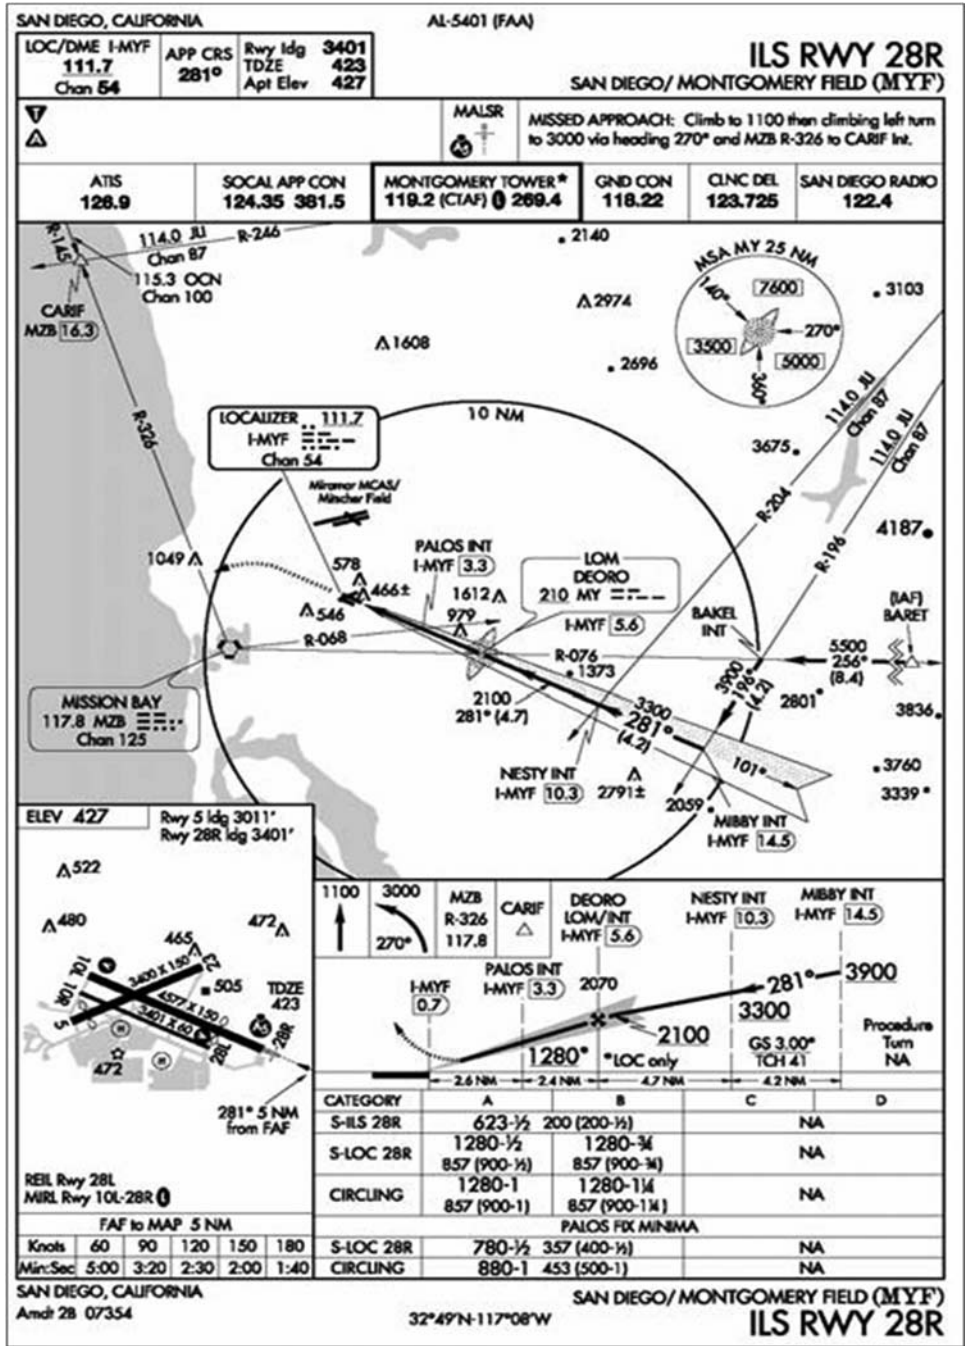 SAN DIEGO, CALIFORNIA AL-5401 (FAA)
LOC/DME I-MYF
111.7
Chan 54
APP CRS
281°
Rwy ldg 3401
TDZE 423
Apt Elev 427
ILS RWY 28R
SAN DIEGO/ MONTGOMERY FIELD (MYF)
T
A
MALSR
A5
MISSED APPROACH: Climb to 1100 then climbing left turn
to 3000 via heading 270° and MZB R-326 to CARIF Int.
ATIS
126.9
SOCAL APP CON
124.35 381.5
MONTGOMERY TOWER*
119.2 (CTAF) L 269.4
GND CON
118.22
CLNC DEL
123.725
SAN DIEGO RADIO
122.4
R-145
114.0 JLI
Chan 87
R-246
115.3 OCN
Chan 100
CARIF
MZB 16.3
R-326
2140
2974
1608
2696
MSA MY 25 NM
140°
7600
270°
3500
5000
360°
3103
114.0 JLI
Chan 87
114.0 JLI
Chan 87
10 NM
LOCALIZER 111.7
I-MYF
Chan 54
3675
R-204
R-196
4187
Miramar MCAS/
Mitscher Field
1049
578
466±
546
PALOS INT
I-MYF 3.3
1612
979
LOM
DEORO
210 MY
I-MYF 5.6
BAKEL
INT
(IAF)
BARET
5500
256°
(8.4)
R-068
R-076
1373
3900
196°
(4.2)
2801
3836
MISSION BAY
117.8 MZB
Chan 125
2100
281° (4.7)
3300
281°
(4.2)
101°
3760
3339
NESTY INT
I-MYF 10.3
2791±
2059
MIBBY INT
I-MYF 14.5
ELEV 427
Rwy 5 ldg 3011'
Rwy 28R ldg 3401'
522
480
472
465
505
10L
10R
5
23
3400 X 150
4577 X 150
3401 X 60
28L
28R
A5
TDZE
423
472
281° 5 NM
from FAF
REIL Rwy 28L
MIRL Rwy 10L-28R L
FAF to MAP 5 NM
Knots 60 90 120 150 180
Min:Sec 5:00 3:20 2:30 2:00 1:40
1100
3000
270°
MZB
R-326
117.8
CARIF
DEORO
LOM/INT
I-MYF 5.6
NESTY INT
I-MYF 10.3
MIBBY INT
I-MYF 14.5
I-MYF
0.7
PALOS INT
I-MYF 3.3
2070
281°
3900
3300
2100
1280*
*LOC only
GS 3.00°
TCH 41
Procedure
Turn
NA
2.6 NM 2.4 NM 4.7 NM 4.2 NM
CATEGORY A B C D
S-ILS 28R 623-½ 200 (200-½) NA
S-LOC 28R 1280-½ 857 (900-½) 1280-¾ 857 (900-¾) NA
CIRCLING 1280-1 857 (900-1) 1280-1¼ 857 (900-1¼) NA
PALOS FIX MINIMA
S-LOC 28R 780-½ 357 (400-½) NA
CIRCLING 880-1 453 (500-1) NA
SAN DIEGO, CALIFORNIA
Amdt 2B 07354
32°49'N-117°08'W
SAN DIEGO/ MONTGOMERY FIELD (MYF)
ILS RWY 28R